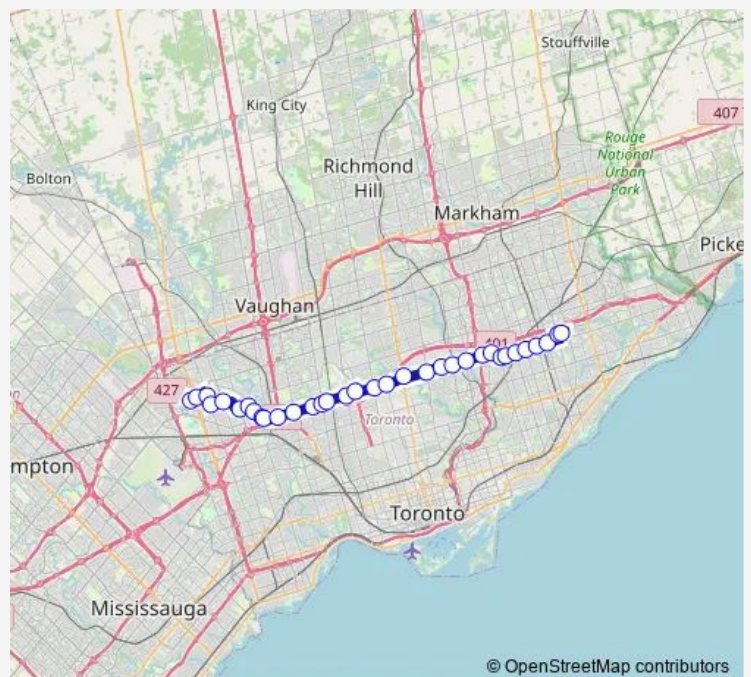 Stouffville
King City
407
Richmond
Hill
Rouge
National
Urban
Park
Bolton
Markham
Picke
Vaughan
401
427
Toronto
mpton
Toronto
Mississauga
© OpenStreetMap contributors